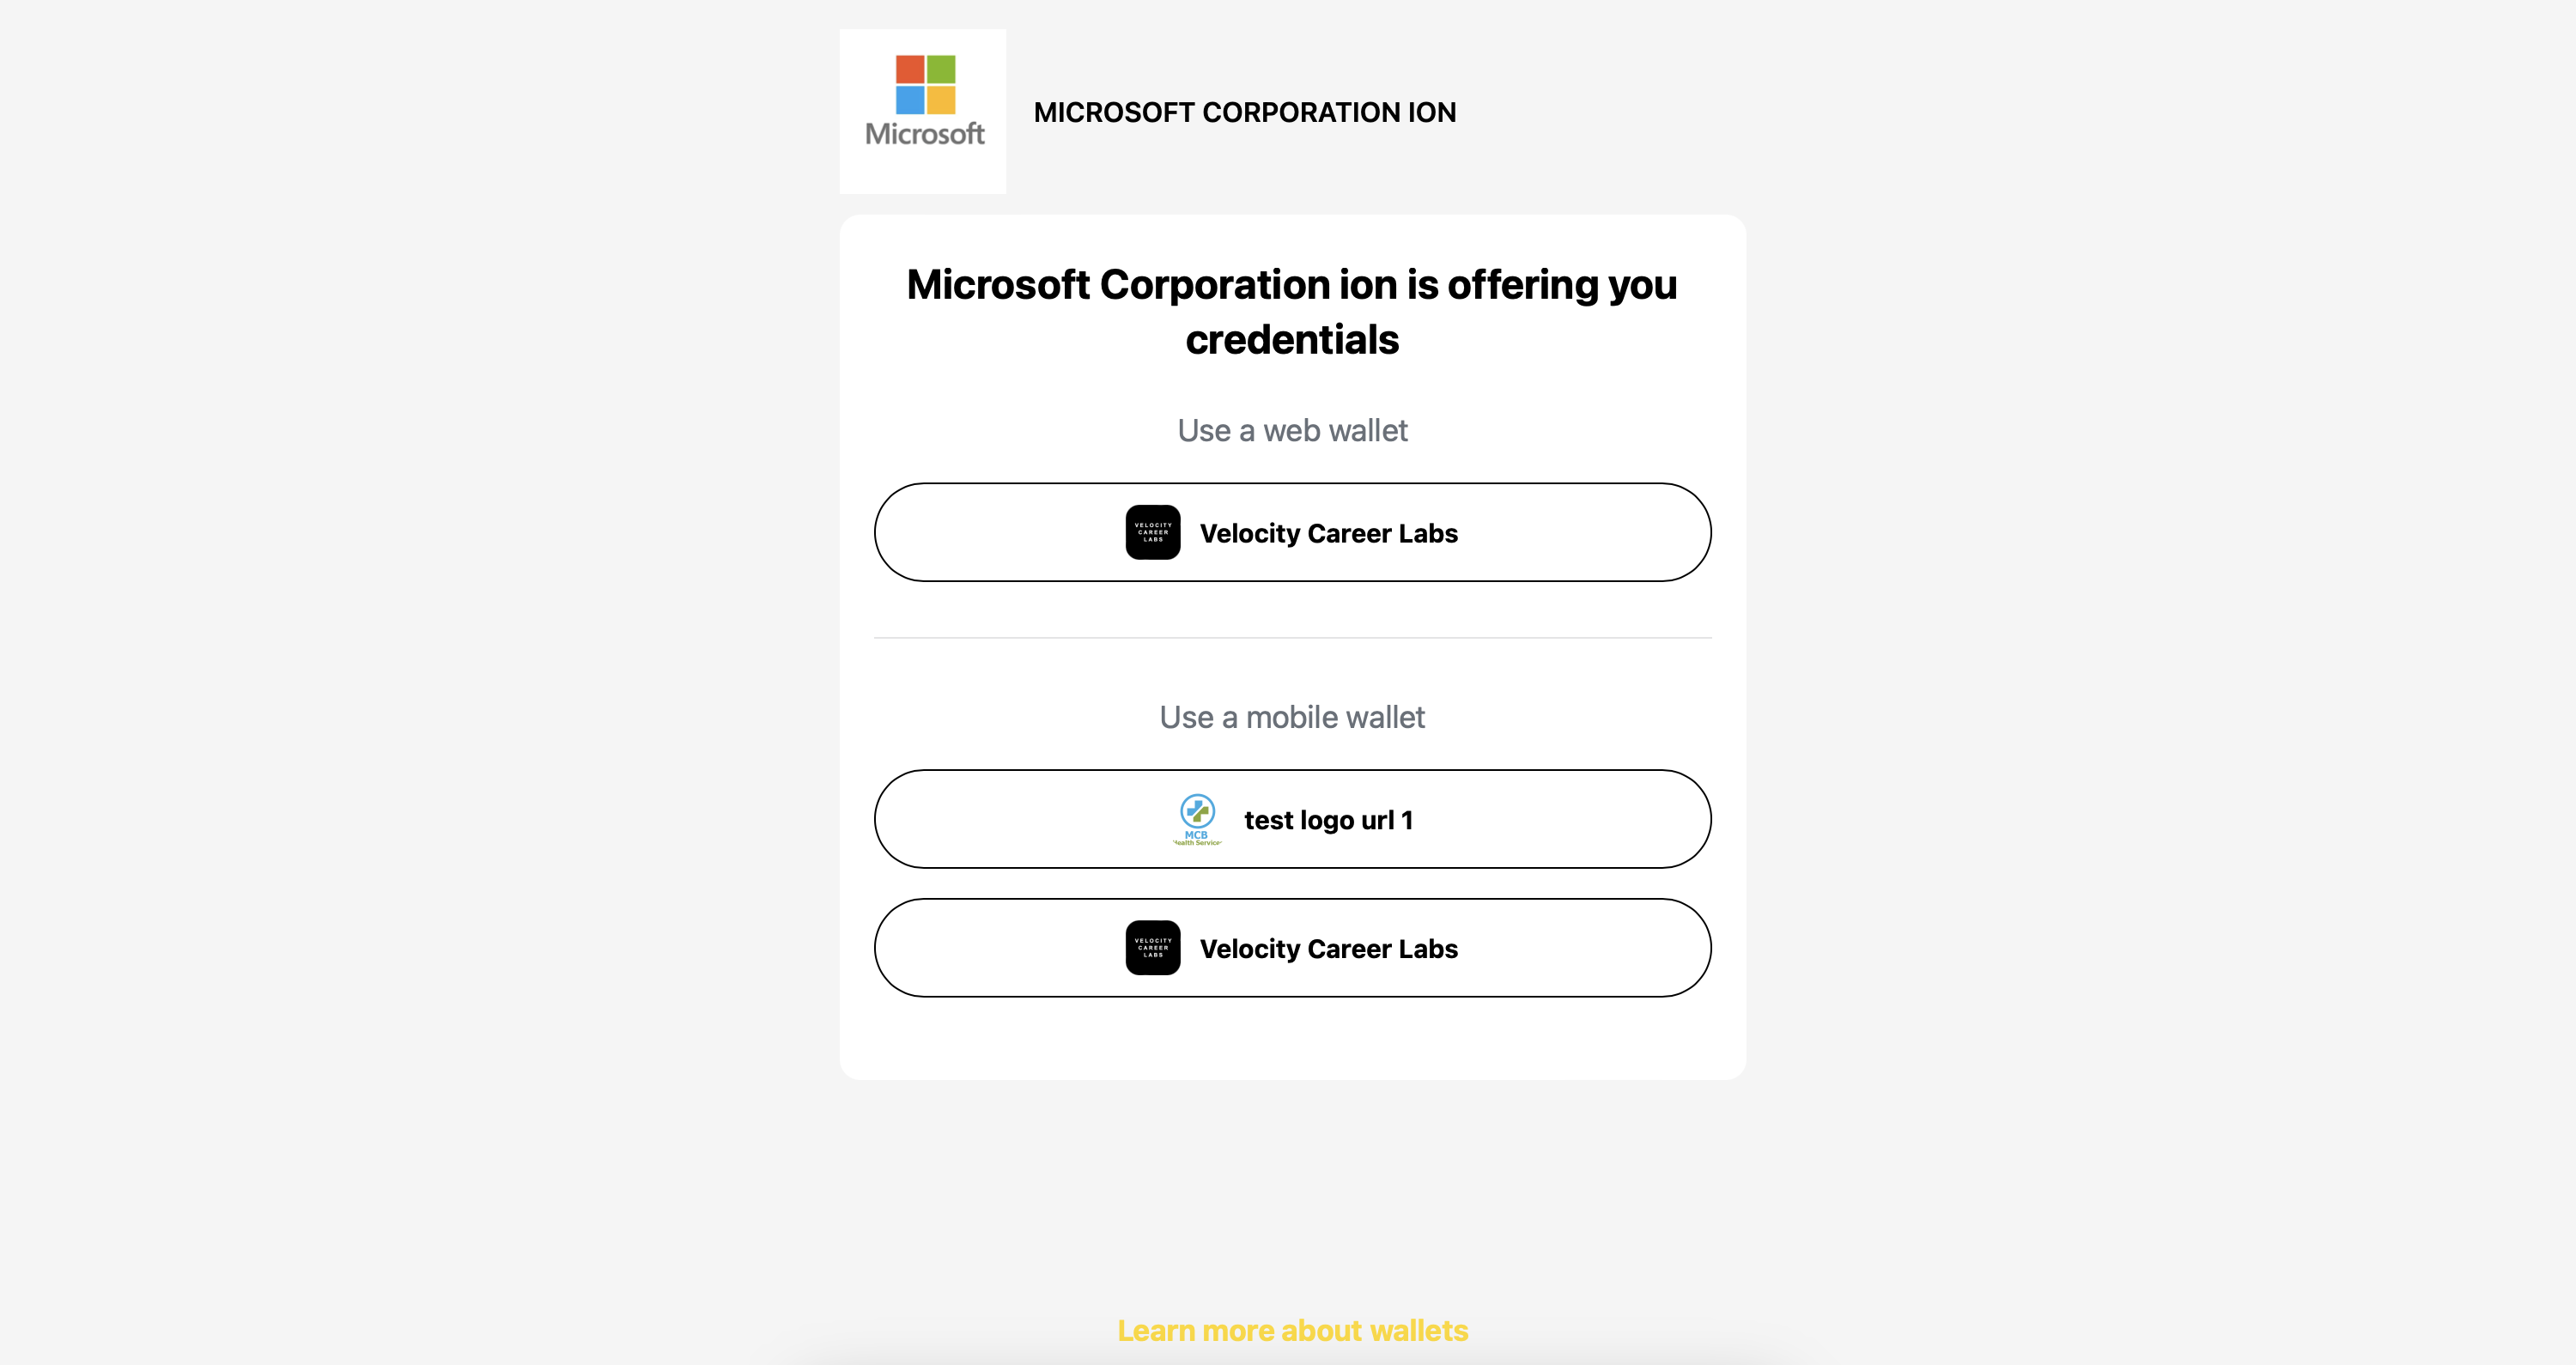 Microsoft
MICROSOFT CORPORATION ION
Microsoft Corporation ion is offering you
credentials
Use a web wallet
VELOCITY
CAREER
LABS
Velocity Career Labs
Use a mobile wallet
MCB
Health Services
test logo url 1
VELOCITY
CAREER
LABS
Velocity Career Labs
Learn more about wallets